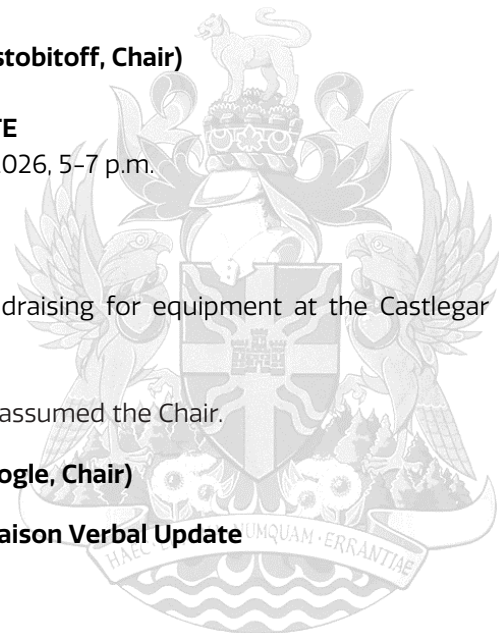 stobitoff, Chair)
TE
2026, 5-7 p.m.
draising for equipment at the Castlegar
assumed the Chair.
ogle, Chair)
aison Verbal Update
HAEC NUMQUAM · ERRANTIAE